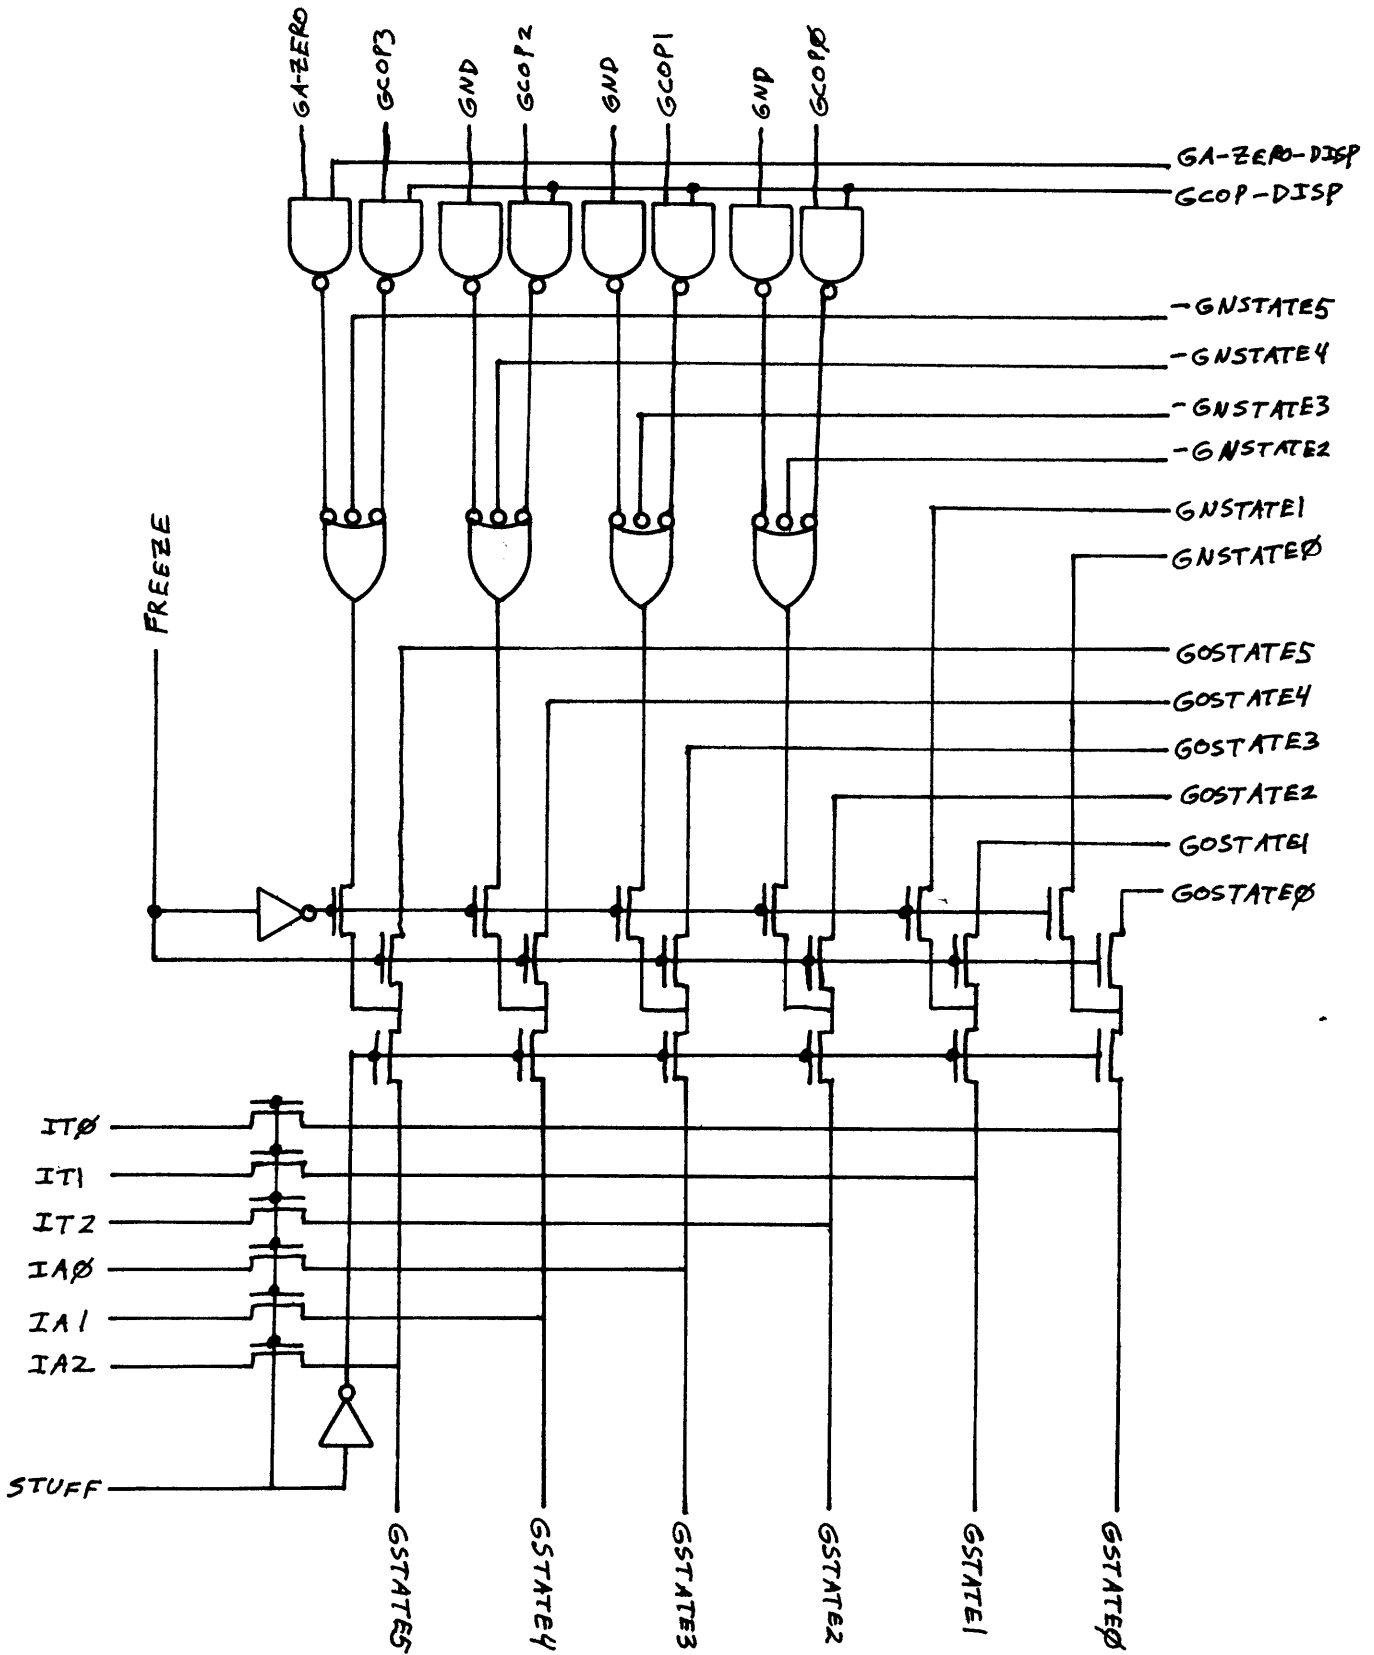 GA-ZERO
GCOP3
GND
GCOP2
GND
GCOP1
GND
GCOPØ
GA-ZERO-DISP
GCOP-DISP
-GNSTATE5
-GNSTATE4
-GNSTATE3
-GNSTATE2
GNSTATE1
GNSTATEØ
FREEZE
GOSTATE5
GOSTATE4
GOSTATE3
GOSTATE2
GOSTATE1
GOSTATEØ
ITØ
IT1
IT2
IAØ
IA1
IA2
STUFF
GSTATE5
GSTATE4
GSTATE3
GSTATE2
GSTATE1
GSTATEØ